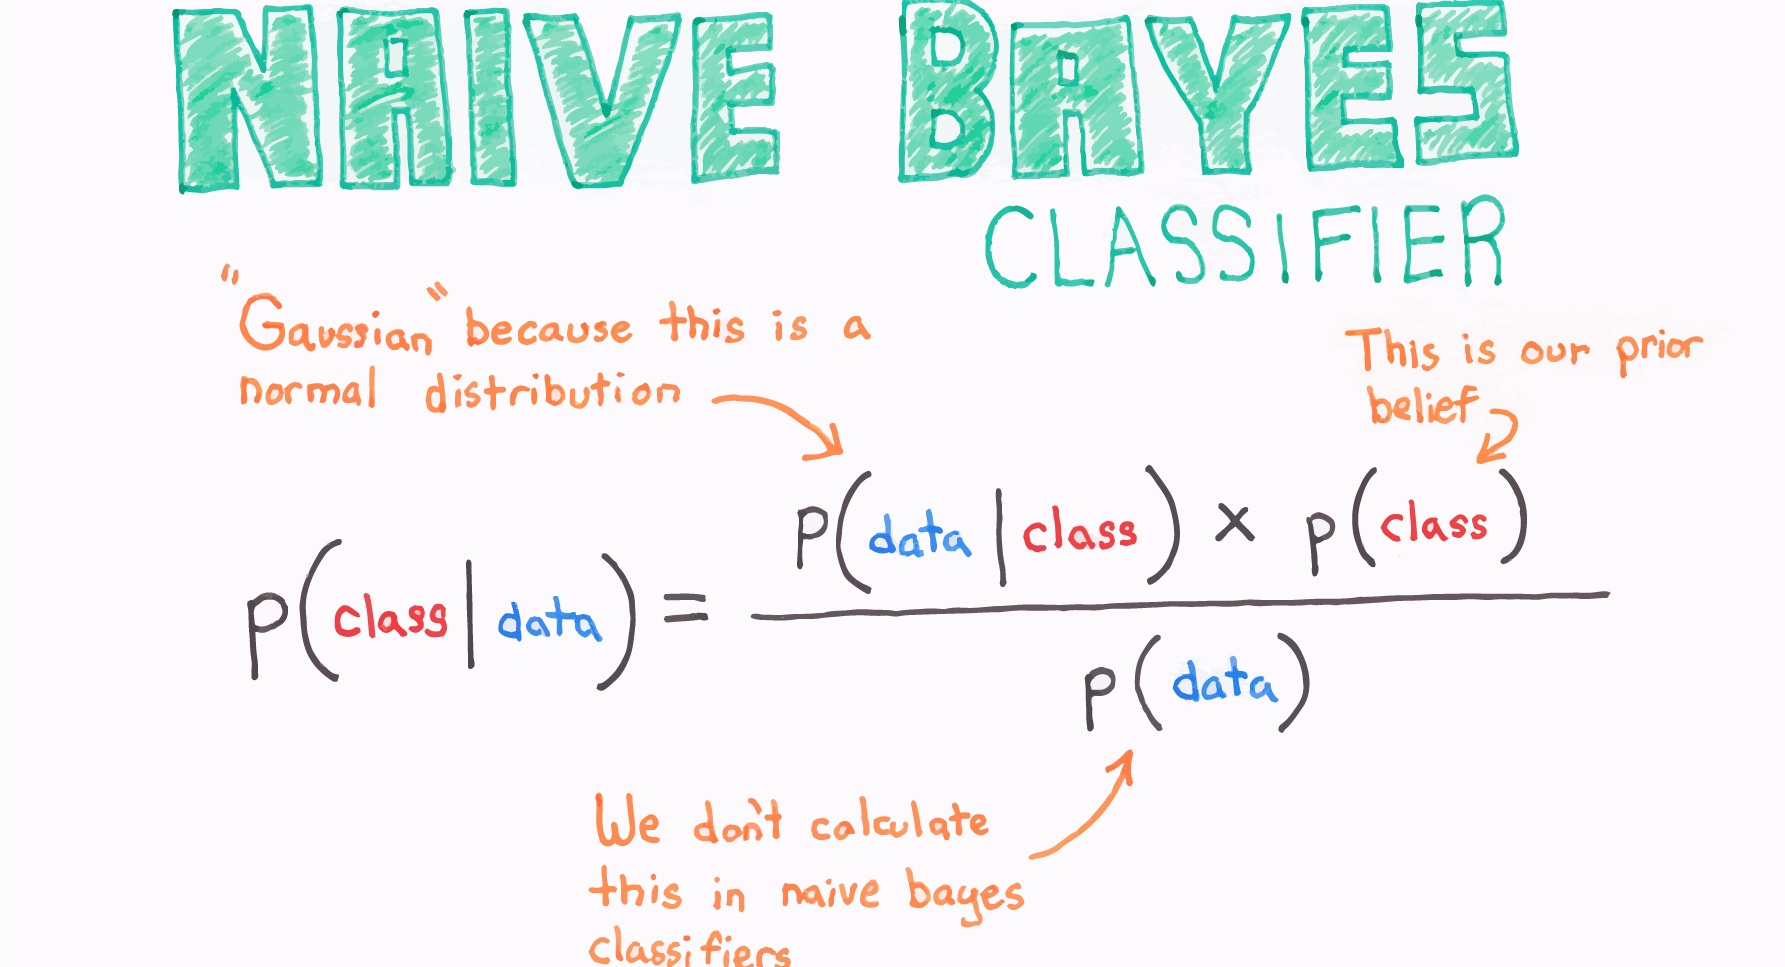 NAIVE BAYES
CLASSIFIER
"Gaussian" because this is a
normal distribution
This is our prior
belief
P(data | class) × P(class)
P(class | data) =
P(data)
We don't calculate
this in naive bayes
classifiers